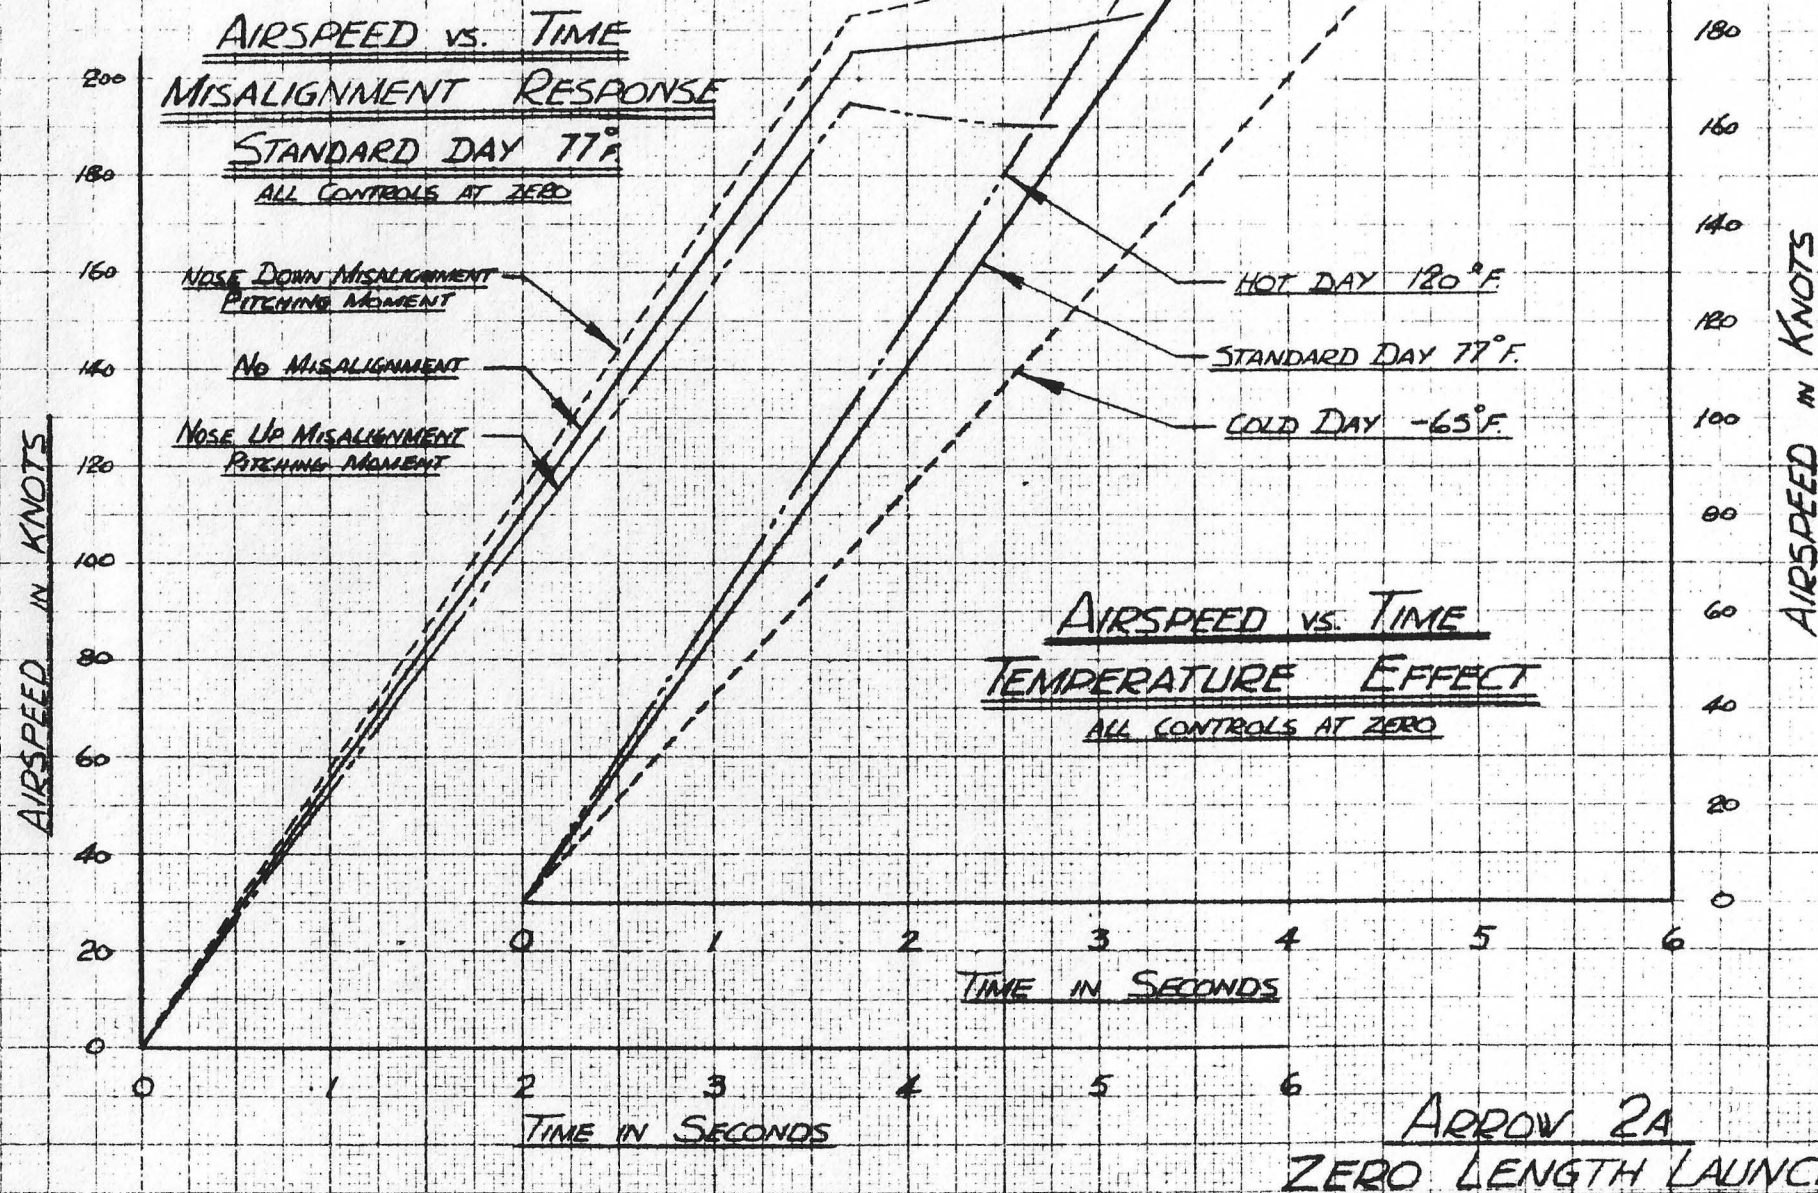 AIRSPEED vs. TIME
MISALIGNMENT RESPONSE
STANDARD DAY 77°F
ALL CONTROLS AT ZERO
NOSE DOWN MISALIGNMENT
PITCHING MOMENT
NO MISALIGNMENT
NOSE UP MISALIGNMENT
PITCHING MOMENT
AIRSPEED IN KNOTS
200
180
160
140
120
100
80
60
40
20
0
0 1 2 3 4 5 6
TIME IN SECONDS
HOT DAY 120°F.
STANDARD DAY 77°F.
COLD DAY -65°F.
AIRSPEED vs. TIME
TEMPERATURE EFFECT
ALL CONTROLS AT ZERO
180
160
140
120
100
80
60
40
20
0
AIRSPEED IN KNOTS
0 1 2 3 4 5 6
TIME IN SECONDS
ARROW 2A
ZERO LENGTH LAUNC